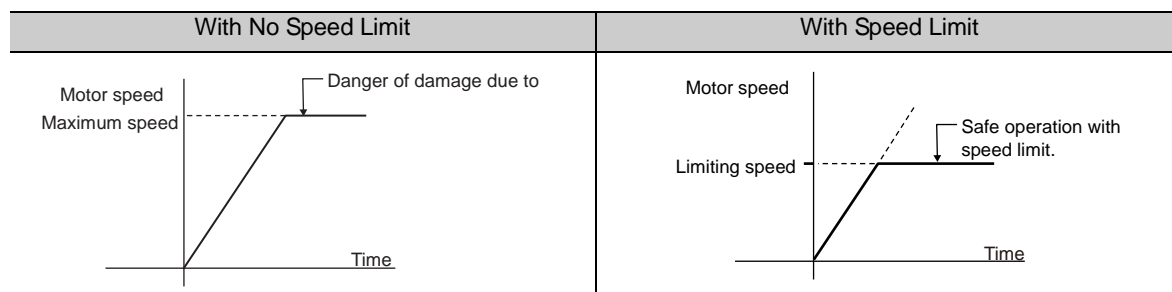 With No Speed Limit
With Speed Limit
Danger of damage due to
Motor speed
Maximum speed
Time
Motor speed
Safe operation with
speed limit.
Limiting speed
Time